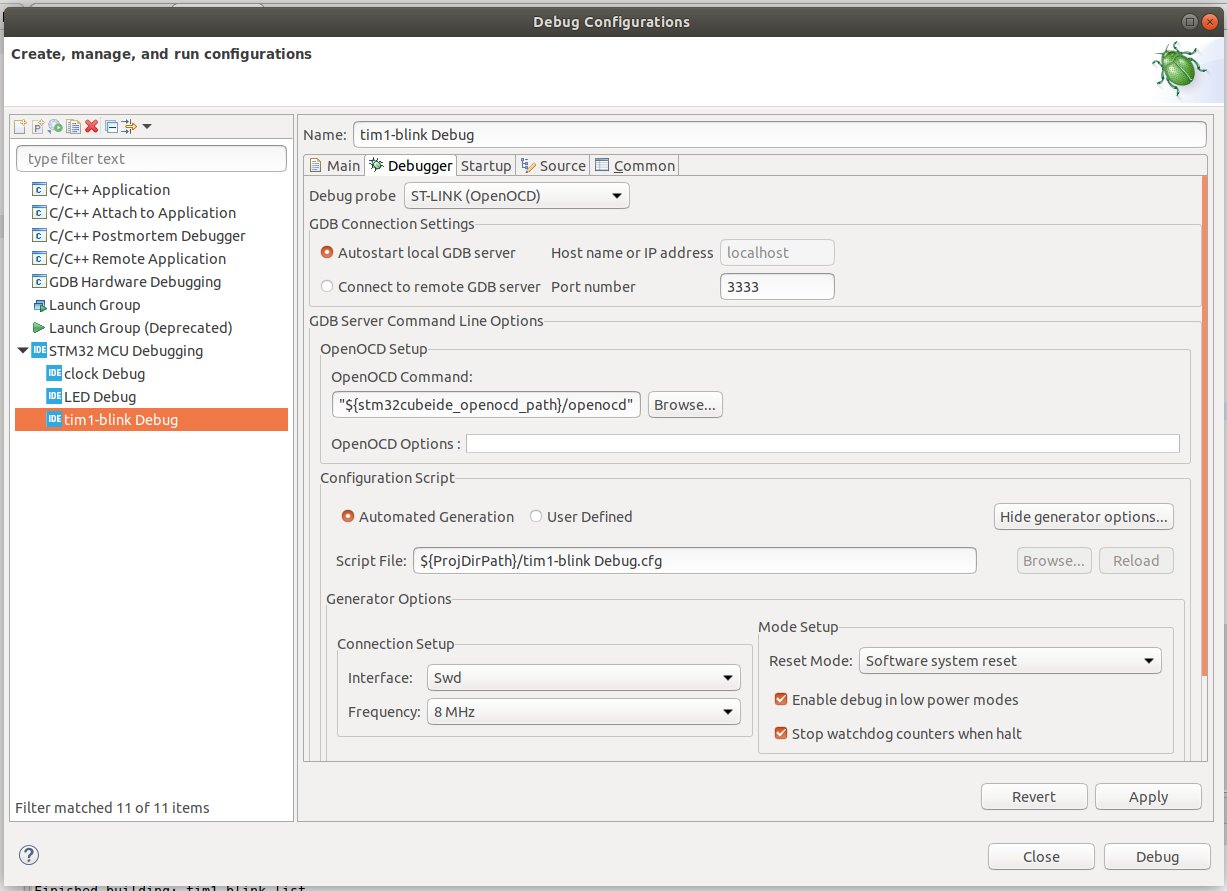 Debug Configurations
Create, manage, and run configurations
type filter text
C/C++ Application
C/C++ Attach to Application
C/C++ Postmortem Debugger
C/C++ Remote Application
GDB Hardware Debugging
Launch Group
Launch Group (Deprecated)
IDE STM32 MCU Debugging
IDE clock Debug
IDE LED Debug
IDE tim1-blink Debug
Filter matched 11 of 11 items
Name: tim1-blink Debug
Main Debugger Startup Source Common
Debug probe ST-LINK (OpenOCD)
GDB Connection Settings
Autostart local GDB server Host name or IP address localhost
Connect to remote GDB server Port number 3333
GDB Server Command Line Options
OpenOCD Setup
OpenOCD Command:
"${stm32cubeide_openocd_path}/openocd" Browse...
OpenOCD Options :
Configuration Script
Automated Generation User Defined Hide generator options...
Script File: ${ProjDirPath}/tim1-blink Debug.cfg Browse... Reload
Generator Options
Connection Setup
Interface: Swd
Frequency: 8 MHz
Mode Setup
Reset Mode: Software system reset
Enable debug in low power modes
Stop watchdog counters when halt
Revert Apply
Close Debug
Finished building: tim1-blink.list